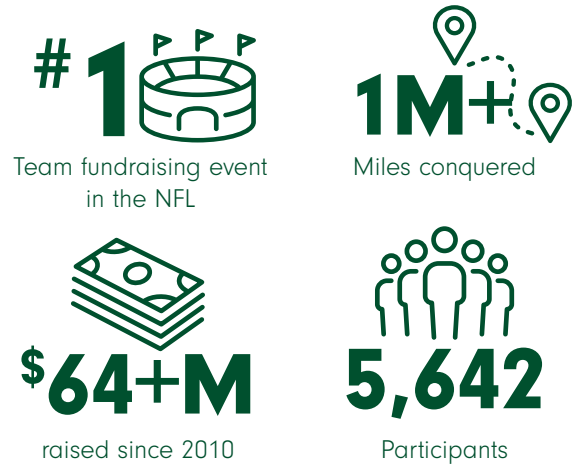 #1
Team fundraising event
in the NFL
1M+
Miles conquered
$64+M
raised since 2010
5,642
Participants